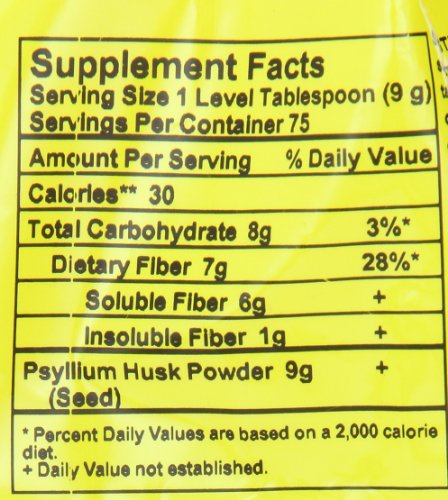 Supplement Facts
Serving Size 1 Level Tablespoon (9 g)
Servings Per Container 75
Amount Per Serving % Daily Value
Calories** 30
Total Carbohydrate 8g 3%*
Dietary Fiber 7g 28%*
Soluble Fiber 6g +
Insoluble Fiber 1g +
Psyllium Husk Powder 9g +
(Seed)
* Percent Daily Values are based on a 2,000 calorie
diet.
+ Daily Value not established.